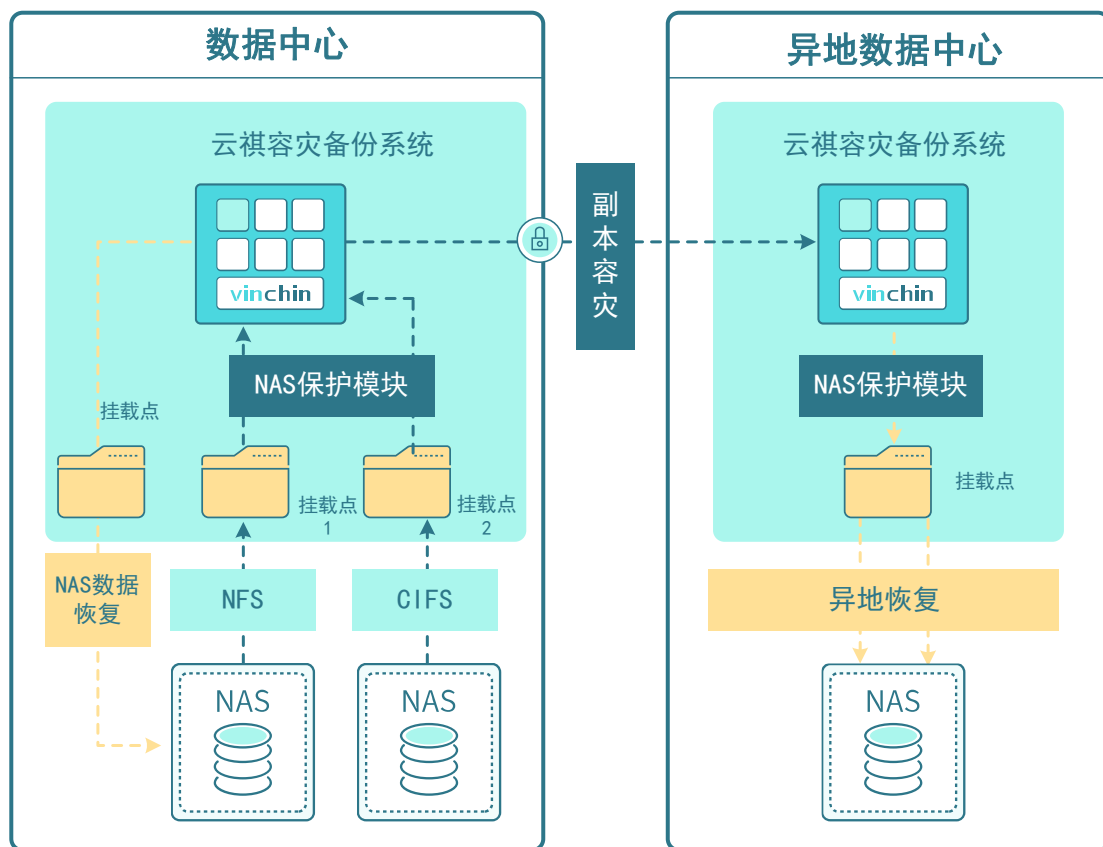 数据中心
云祺容灾备份系统
vinchin
NAS保护模块
挂载点
挂载点
1
挂载点
2
NAS数据
恢复
NFS
CIFS
NAS
NAS
副本容灾
异地数据中心
云祺容灾备份系统
vinchin
NAS保护模块
挂载点
异地恢复
NAS